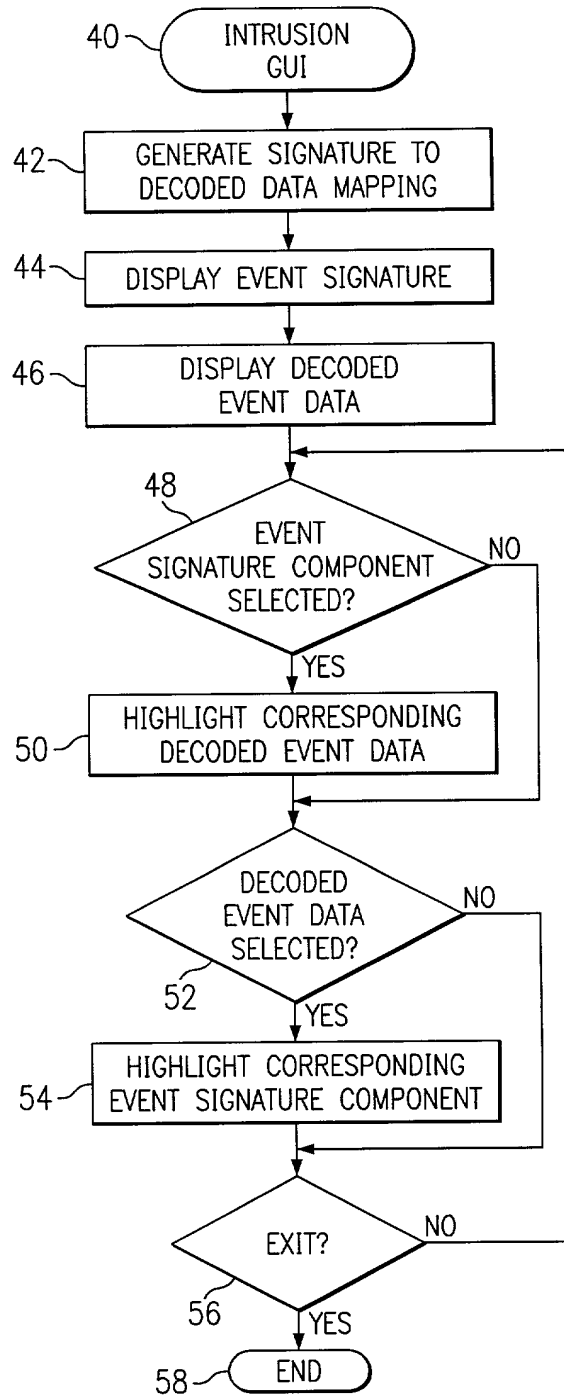 40
INTRUSION
GUI
42
GENERATE SIGNATURE TO
DECODED DATA MAPPING
44
DISPLAY EVENT SIGNATURE
46
DISPLAY DECODED
EVENT DATA
48
EVENT
SIGNATURE COMPONENT
SELECTED?
NO
YES
50
HIGHLIGHT CORRESPONDING
DECODED EVENT DATA
DECODED
EVENT DATA
SELECTED?
NO
52
YES
54
HIGHLIGHT CORRESPONDING
EVENT SIGNATURE COMPONENT
EXIT?
NO
56
YES
58
END